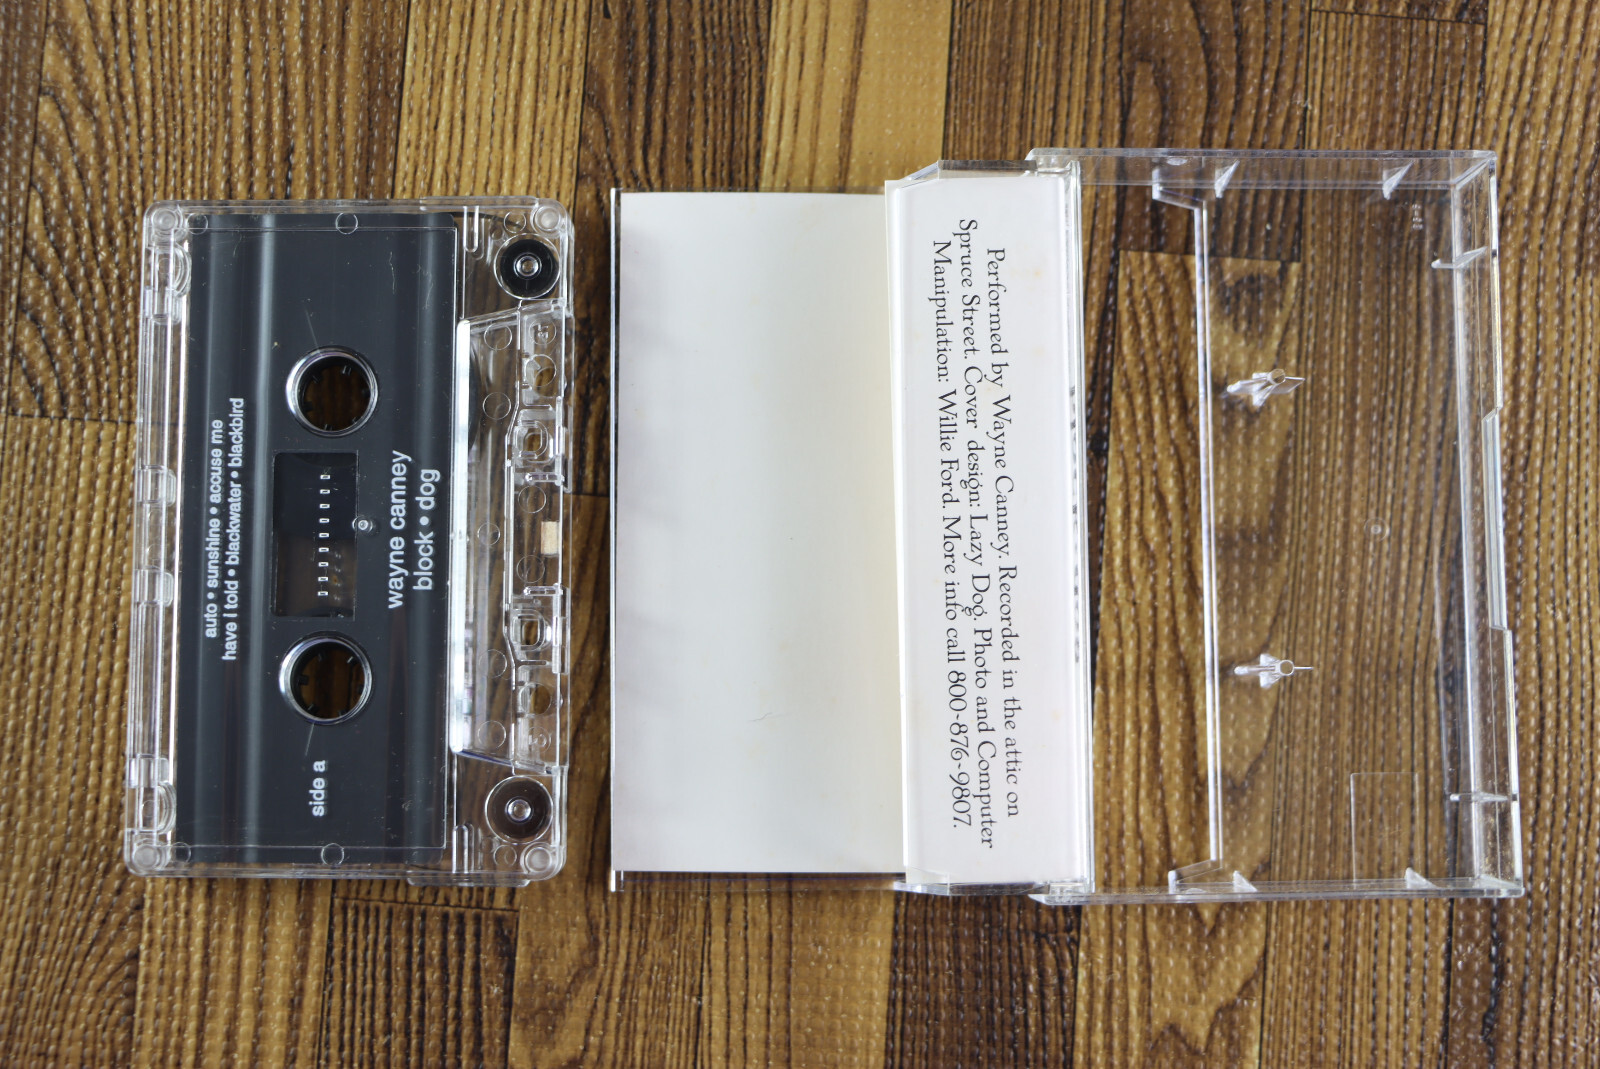 auto • sunshine • accuse me
have I told • blackwater • blackbird
wayne canney
block • dog
side a
Performed by Wayne Canney. Recorded in the attic on
Spruce Street. Cover design: Lazy Dog. Photo and Computer
Manipulation: Willie Ford. More info call 800-876-9807.